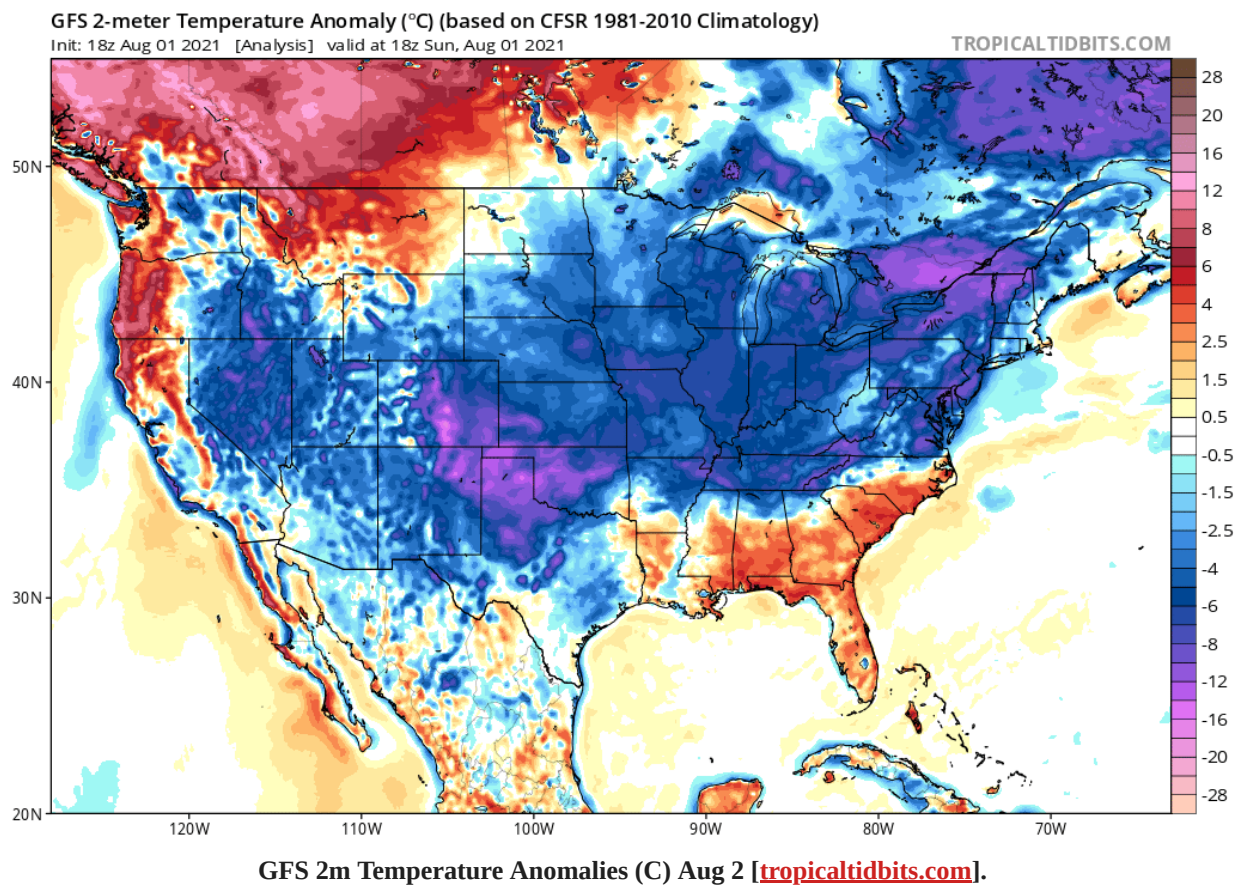 GFS 2-meter Temperature Anomaly (°C) (based on CFSR 1981-2010 Climatology)
Init: 18z Aug 01 2021 [Analysis] valid at 18z Sun, Aug 01 2021
TROPICALTIDBITS.COM
28
20
16
12
8
6
4
2.5
1.5
0.5
-0.5
-1.5
-2.5
-4
-6
-8
-12
-16
-20
-28
50N
40N
30N
20N
120W 110W 100W 90W 80W 70W
GFS 2m Temperature Anomalies (C) Aug 2 [tropicaltidbits.com].